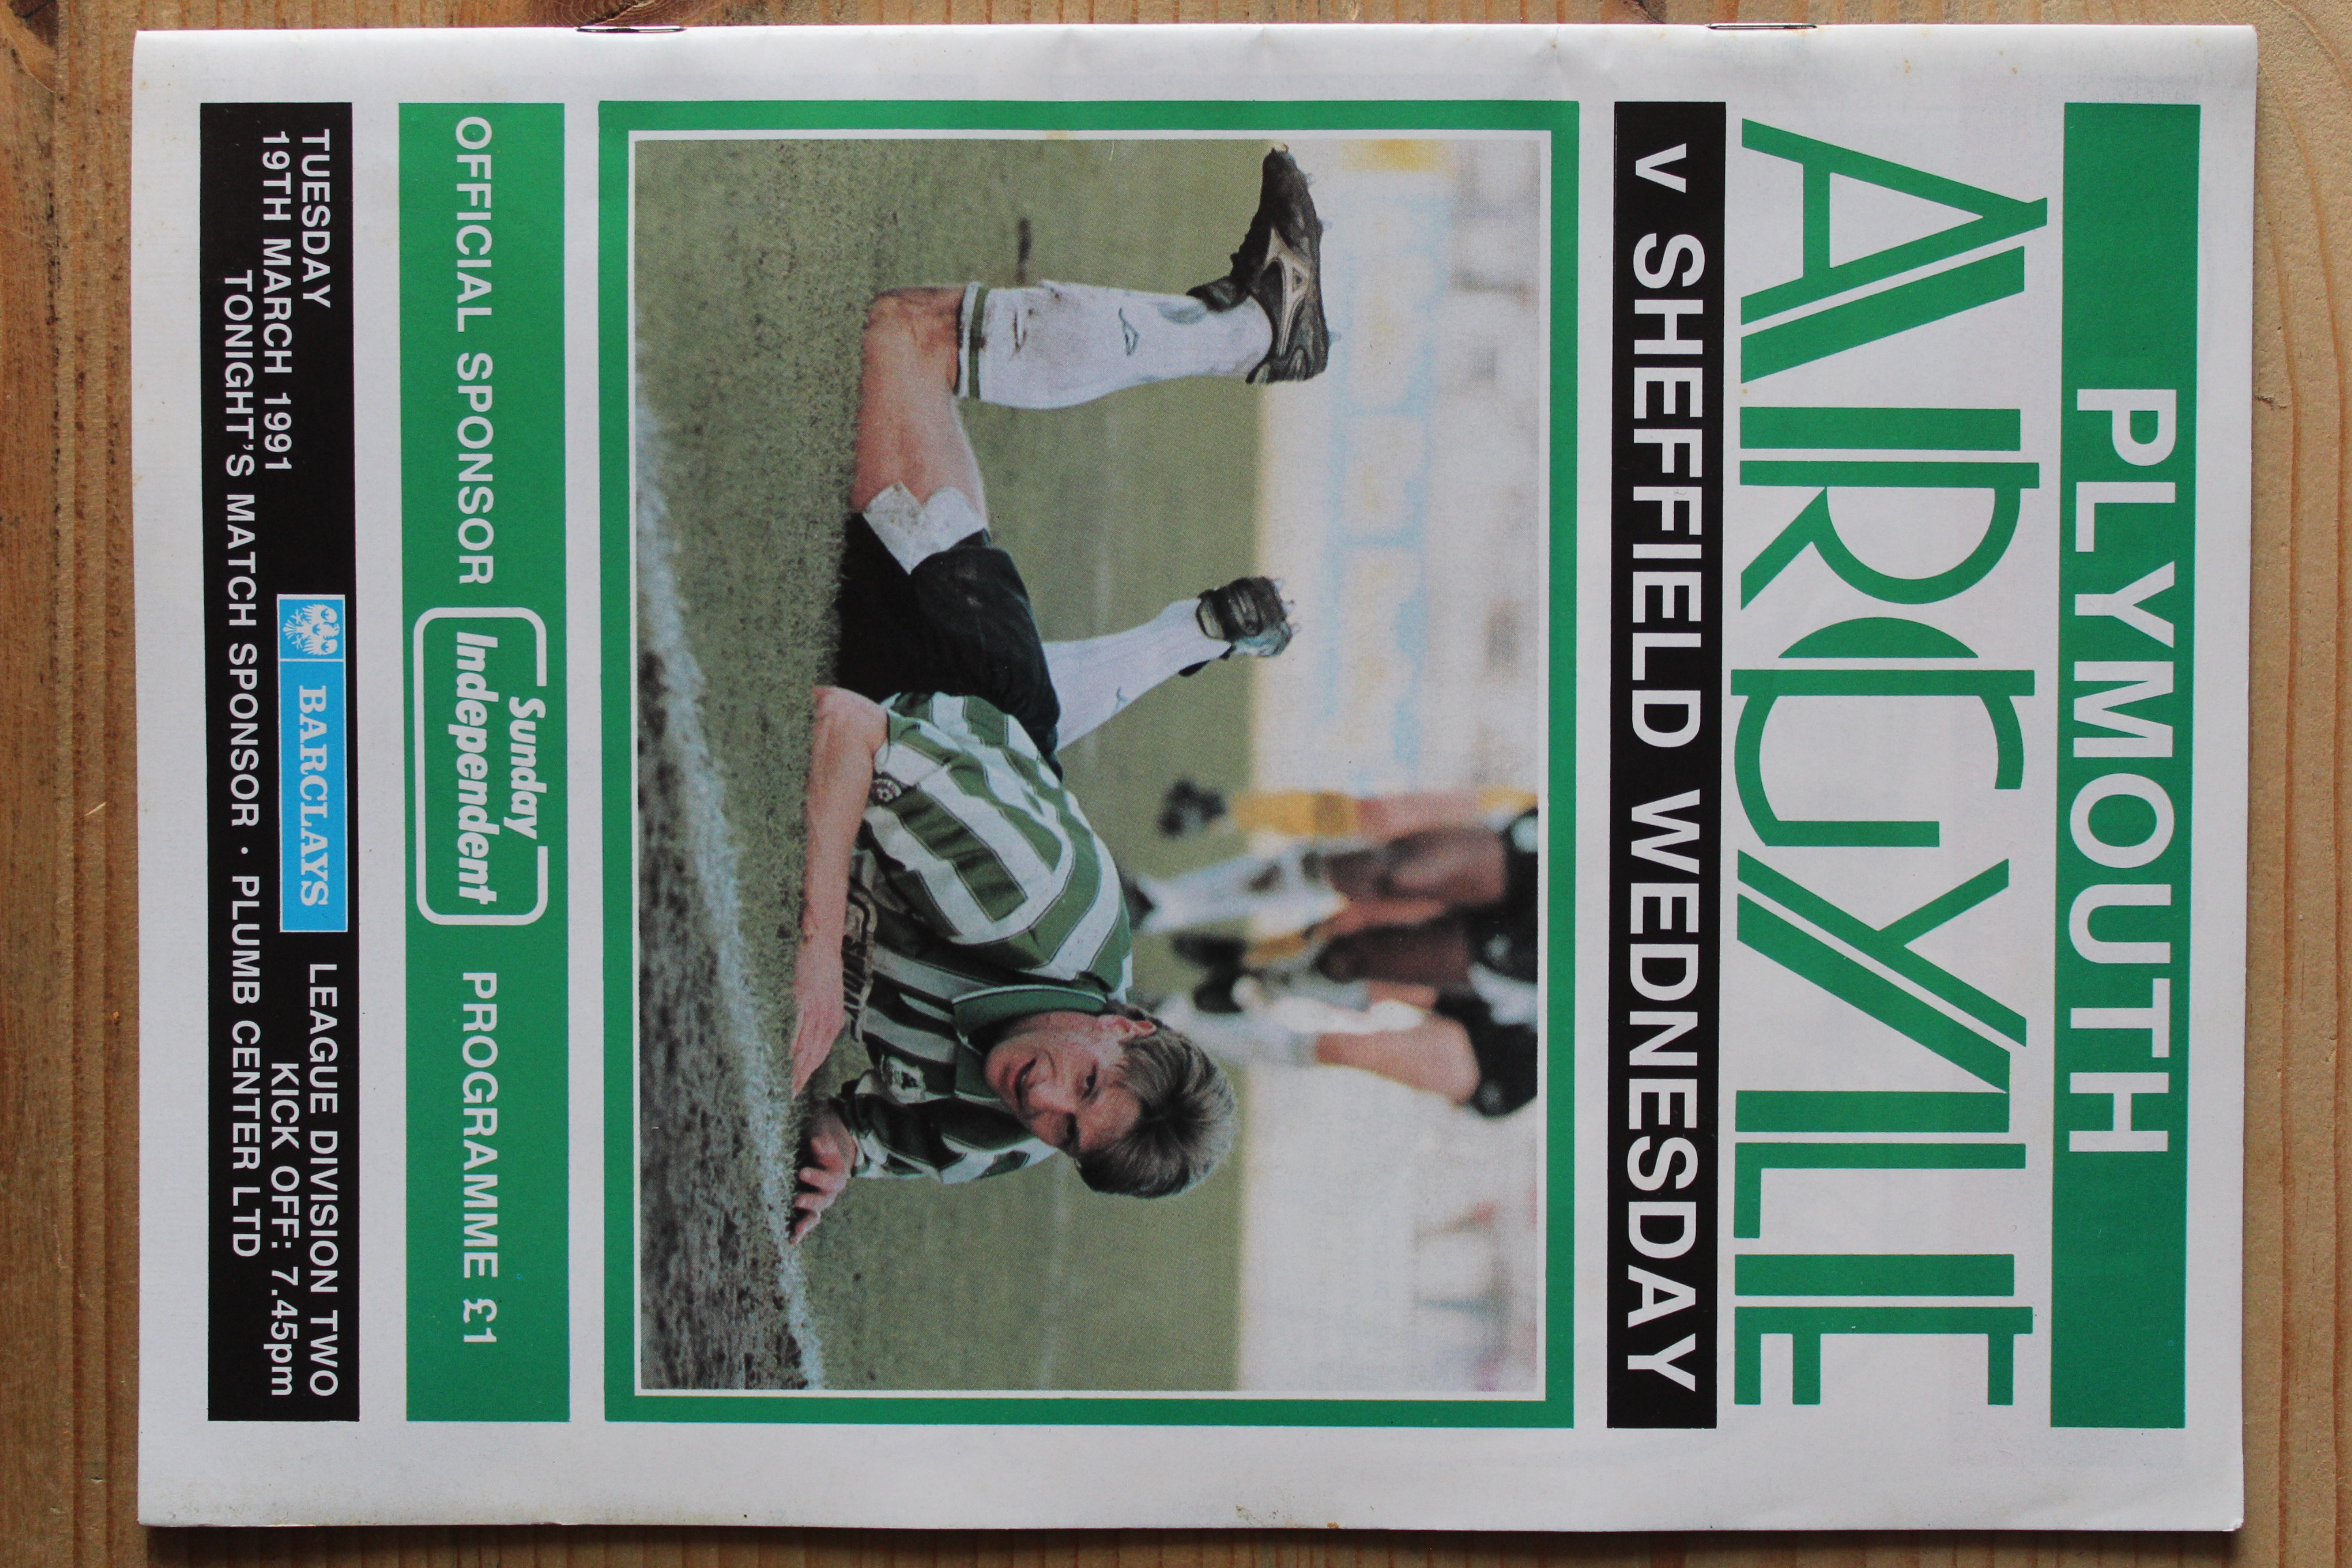 PLYMOUTH
ARGYLE
v SHEFFIELD WEDNESDAY
OFFICIAL SPONSOR
Sunday
Independent
PROGRAMME £1
TUESDAY
19TH MARCH 1991
BARCLAYS
LEAGUE DIVISION TWO
KICK OFF: 7.45pm
TONIGHT'S MATCH SPONSOR · PLUMB CENTER LTD